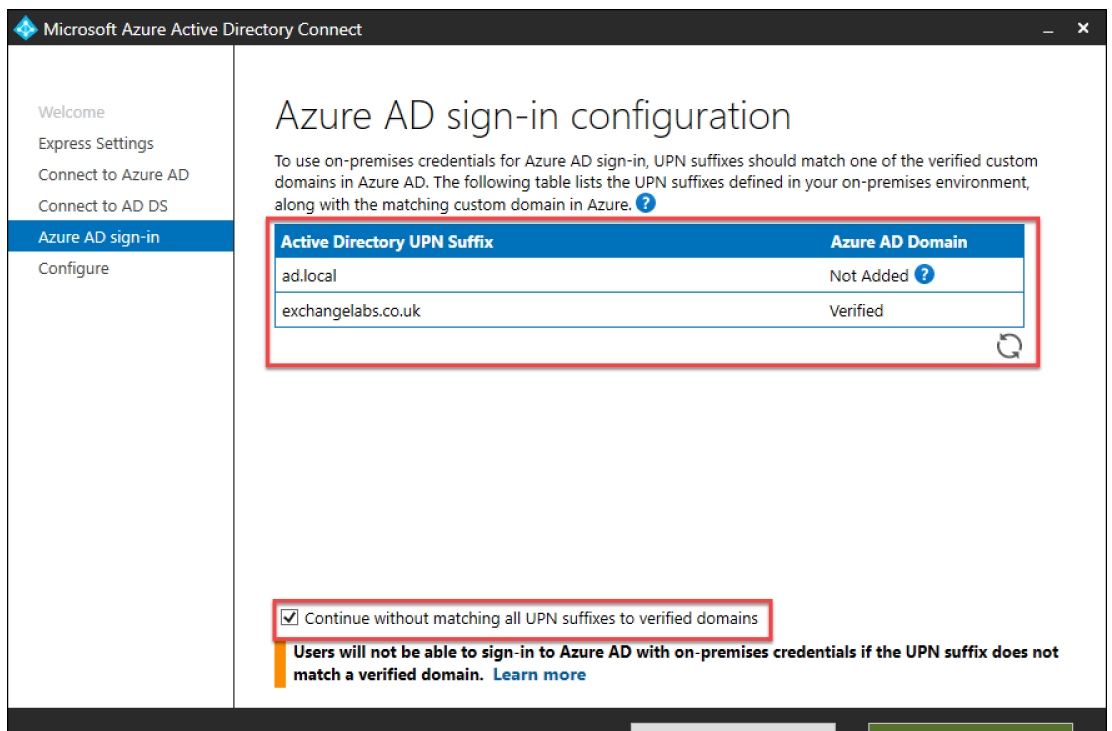 Microsoft Azure Active Directory Connect
Welcome
Express Settings
Connect to Azure AD
Connect to AD DS
Azure AD sign-in
Configure
Azure AD sign-in configuration
To use on-premises credentials for Azure AD sign-in, UPN suffixes should match one of the verified custom
domains in Azure AD. The following table lists the UPN suffixes defined in your on-premises environment,
along with the matching custom domain in Azure. ?
Active Directory UPN Suffix Azure AD Domain
ad.local Not Added ?
exchangelabs.co.uk Verified
Continue without matching all UPN suffixes to verified domains
Users will not be able to sign-in to Azure AD with on-premises credentials if the UPN suffix does not
match a verified domain. Learn more